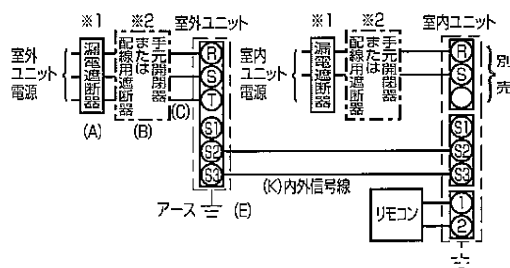 ※1
※2
室外ユニット
室外
ユニット
電源
漏電遮断器
手元開閉器
または
配線用遮断器
R
S
T
S1
S2
S3
(A)
(B)
(C)
アース
(E)
(K)内外信号線
※1
※2
室内ユニット
室内
ユニット
電源
漏電遮断器
手元開閉器
または
配線用遮断器
R
S
別売
S1
S2
S3
リモコン
1
2